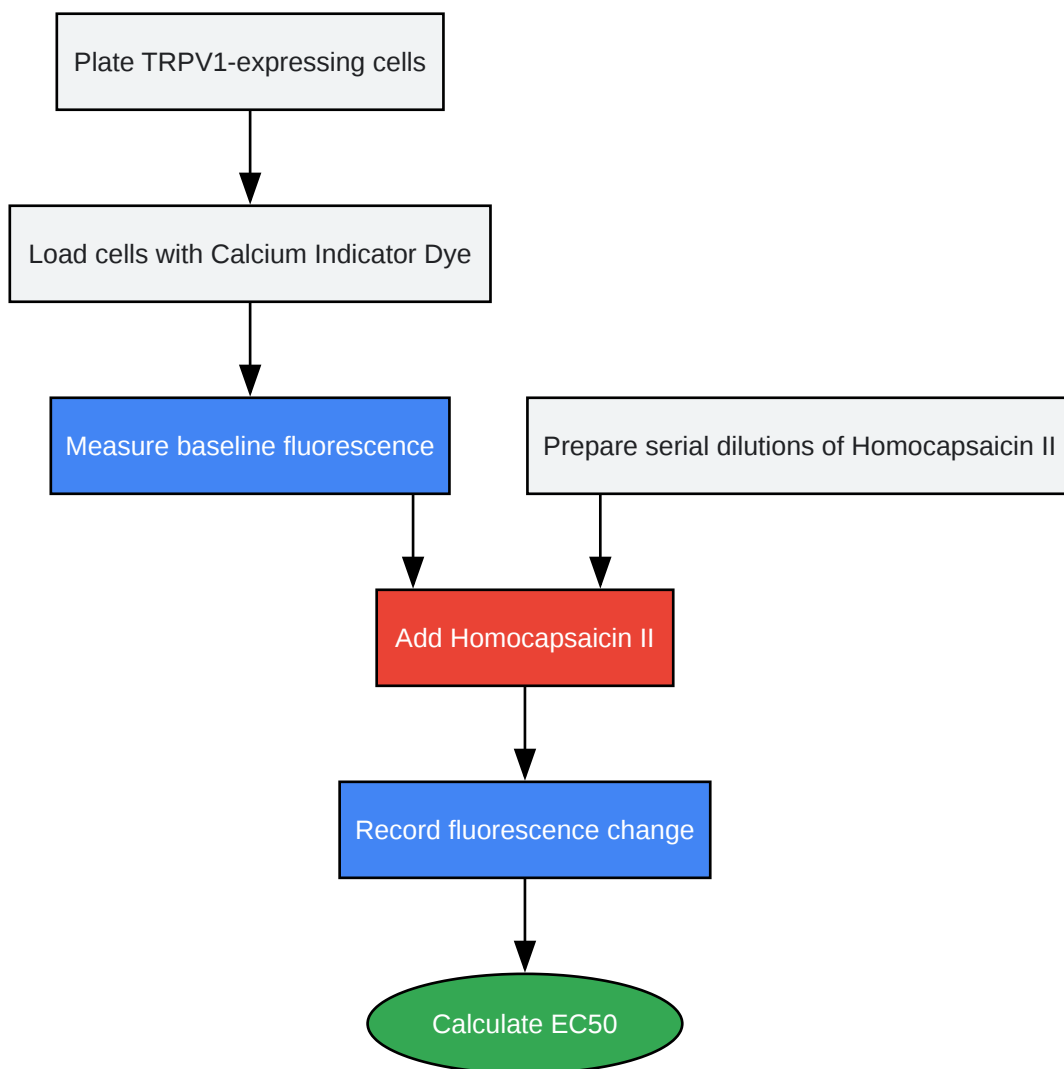 Plate TRPV1-expressing cells
Load cells with Calcium Indicator Dye
Measure baseline fluorescence
Prepare serial dilutions of Homocapsaicin II
Add Homocapsaicin II
Record fluorescence change
Calculate EC50